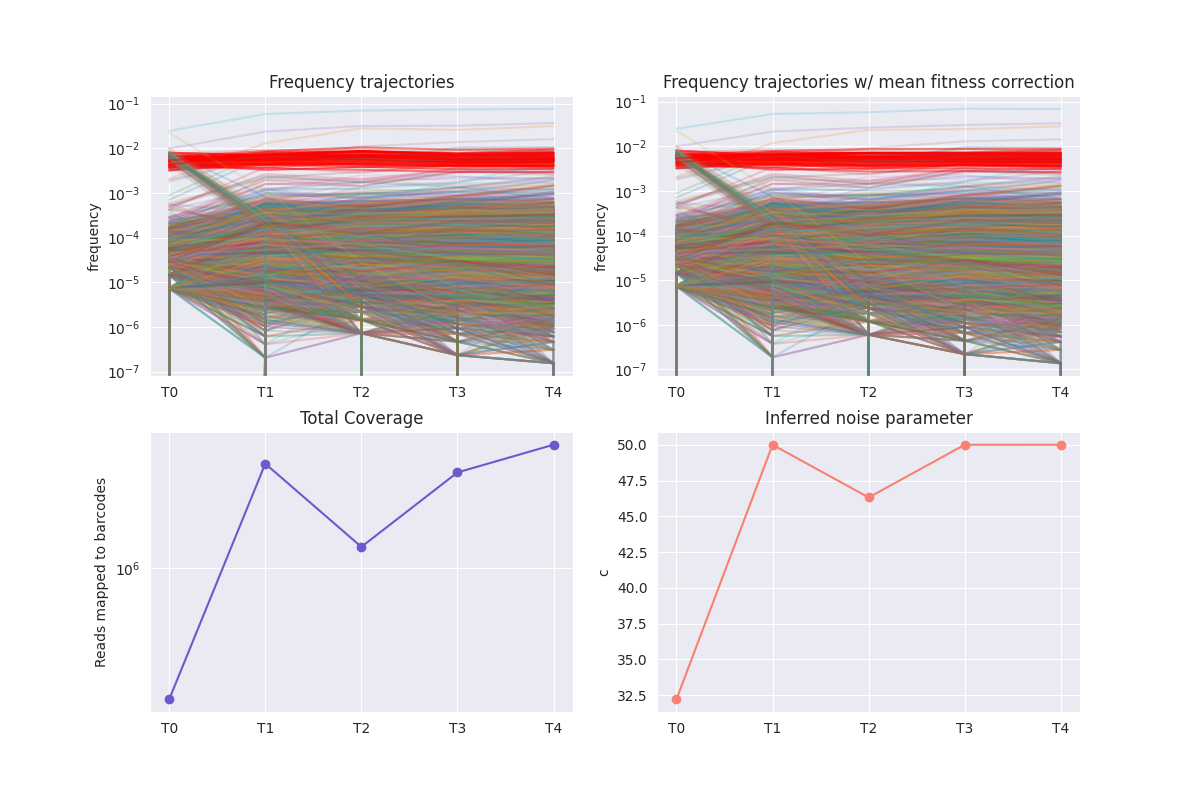 Frequency trajectories
frequency
10^-1
10^-2
10^-3
10^-4
10^-5
10^-6
10^-7
T0 T1 T2 T3 T4
Frequency trajectories w/ mean fitness correction
frequency
10^-1
10^-2
10^-3
10^-4
10^-5
10^-6
10^-7
T0 T1 T2 T3 T4
Total Coverage
Reads mapped to barcodes
10^6
T0 T1 T2 T3 T4
Inferred noise parameter
c
50.0
47.5
45.0
42.5
40.0
37.5
35.0
32.5
T0 T1 T2 T3 T4